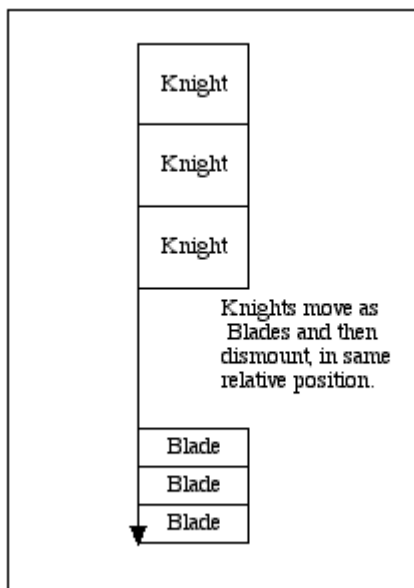 Knight
Knight
Knight
Knights move as
Blades and then
dismount, in same
relative position.
Blade
Blade
Blade